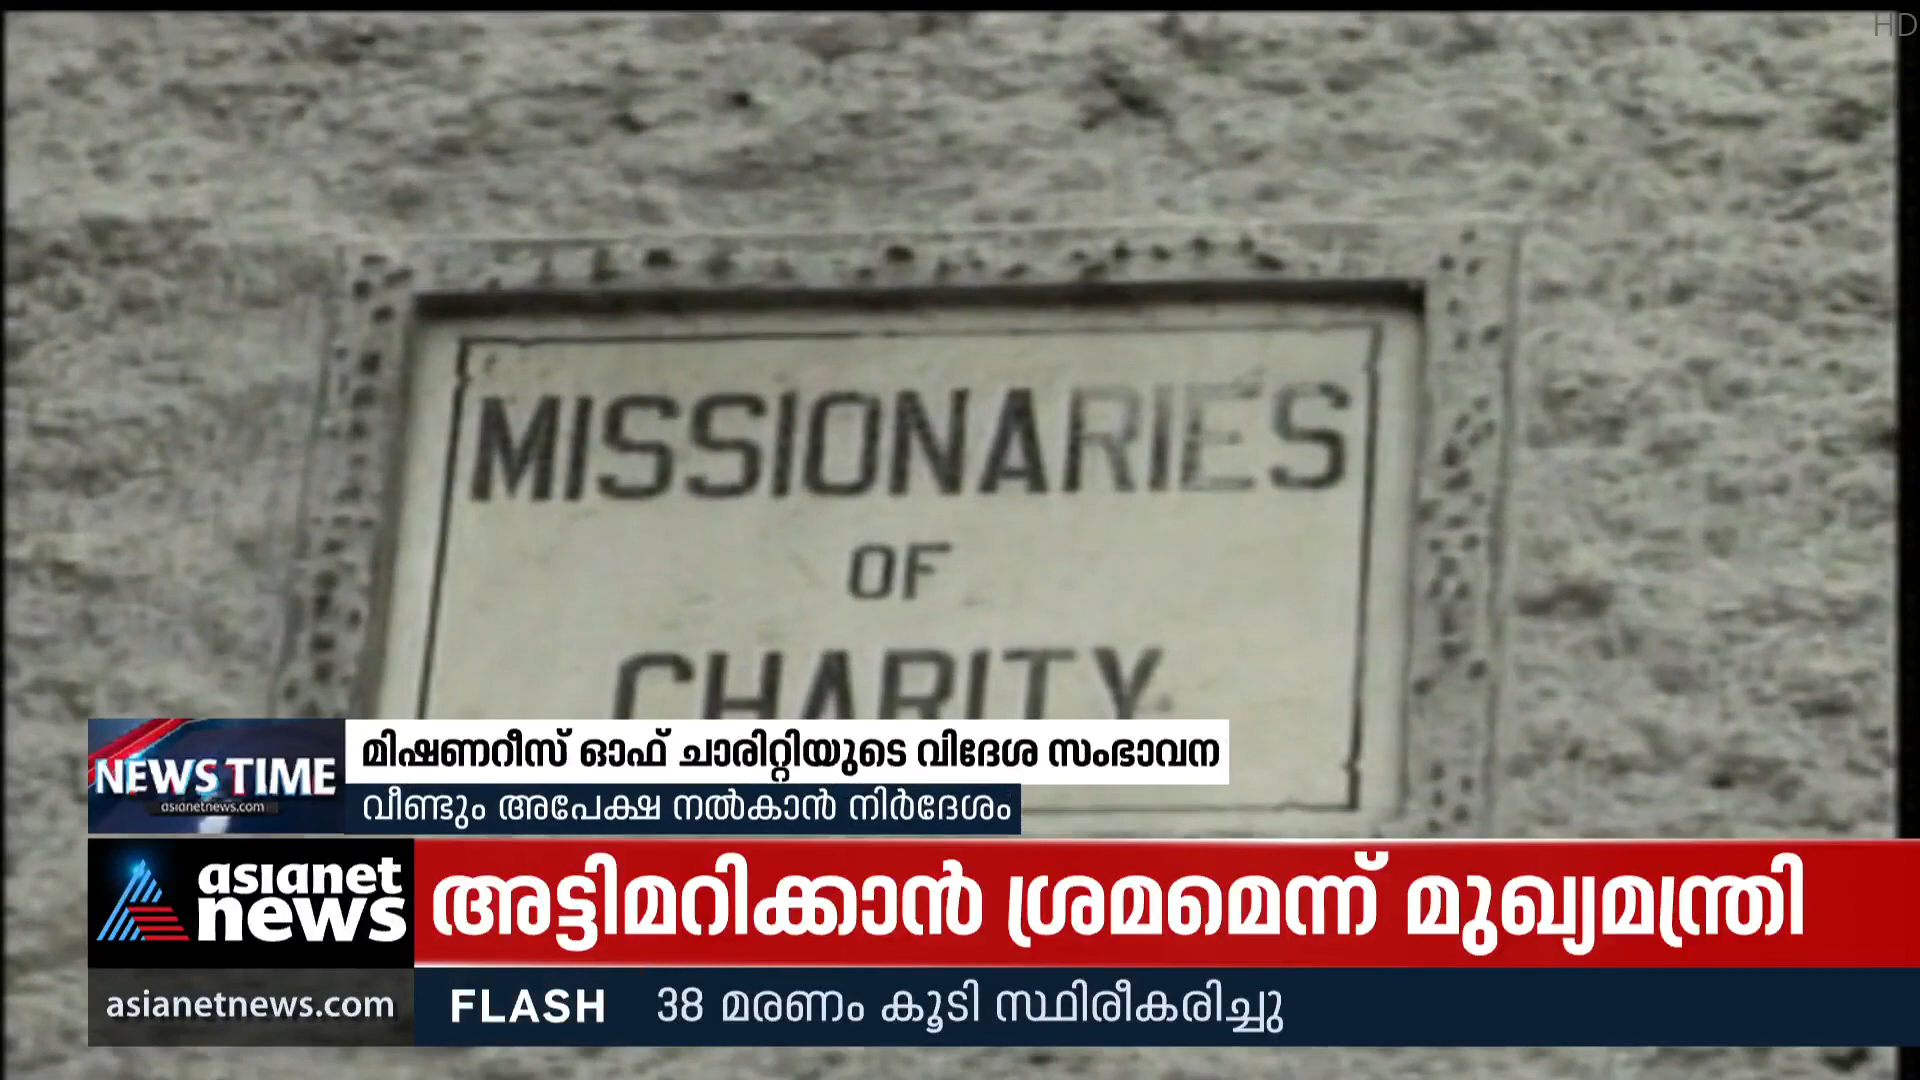 HD
MISSIONARIES
OF
CHARITY
NEWS TIME
asianetnews.com
മിഷണറീസ് ഓഫ് ചാരിറ്റിയുടെ വിദേശ സംഭാവന
വീണ്ടും അപേക്ഷ നൽകാൻ നിർദേശം
asianet
news
അട്ടിമറിക്കാൻ ശ്രമമെന്ന് മുഖ്യമന്ത്രി
asianetnews.com
FLASH 38 മരണം കൂടി സ്ഥിരീകരിച്ചു